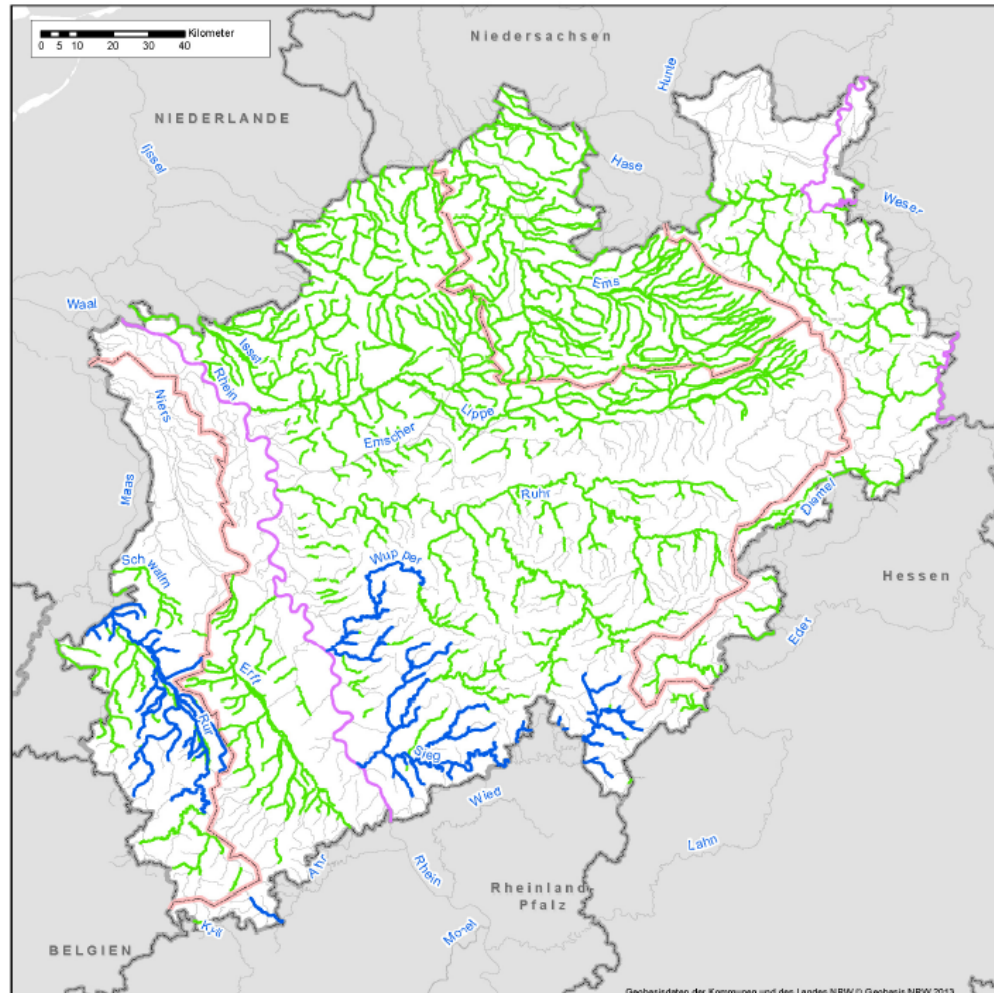 Kilometer
0 5 10 20 30 40
Niedersachsen
Hunte
NIEDERLANDE
Ijssel
Hase
Weser
Ems
Waal
Issel
Rhein
Niers
Lippe
Emscher
Maas
Ruhr
Diemel
Wupper
Schwalm
Hessen
Eder
Erft
Rur
Sieg
Wied
Lahn
Ahr
Rhein
Rheinland
Pfalz
Kyll
Mosel
BELGIEN
Geobasisdaten der Kommunen und des Landes NRW © Geobasis NRW 2013